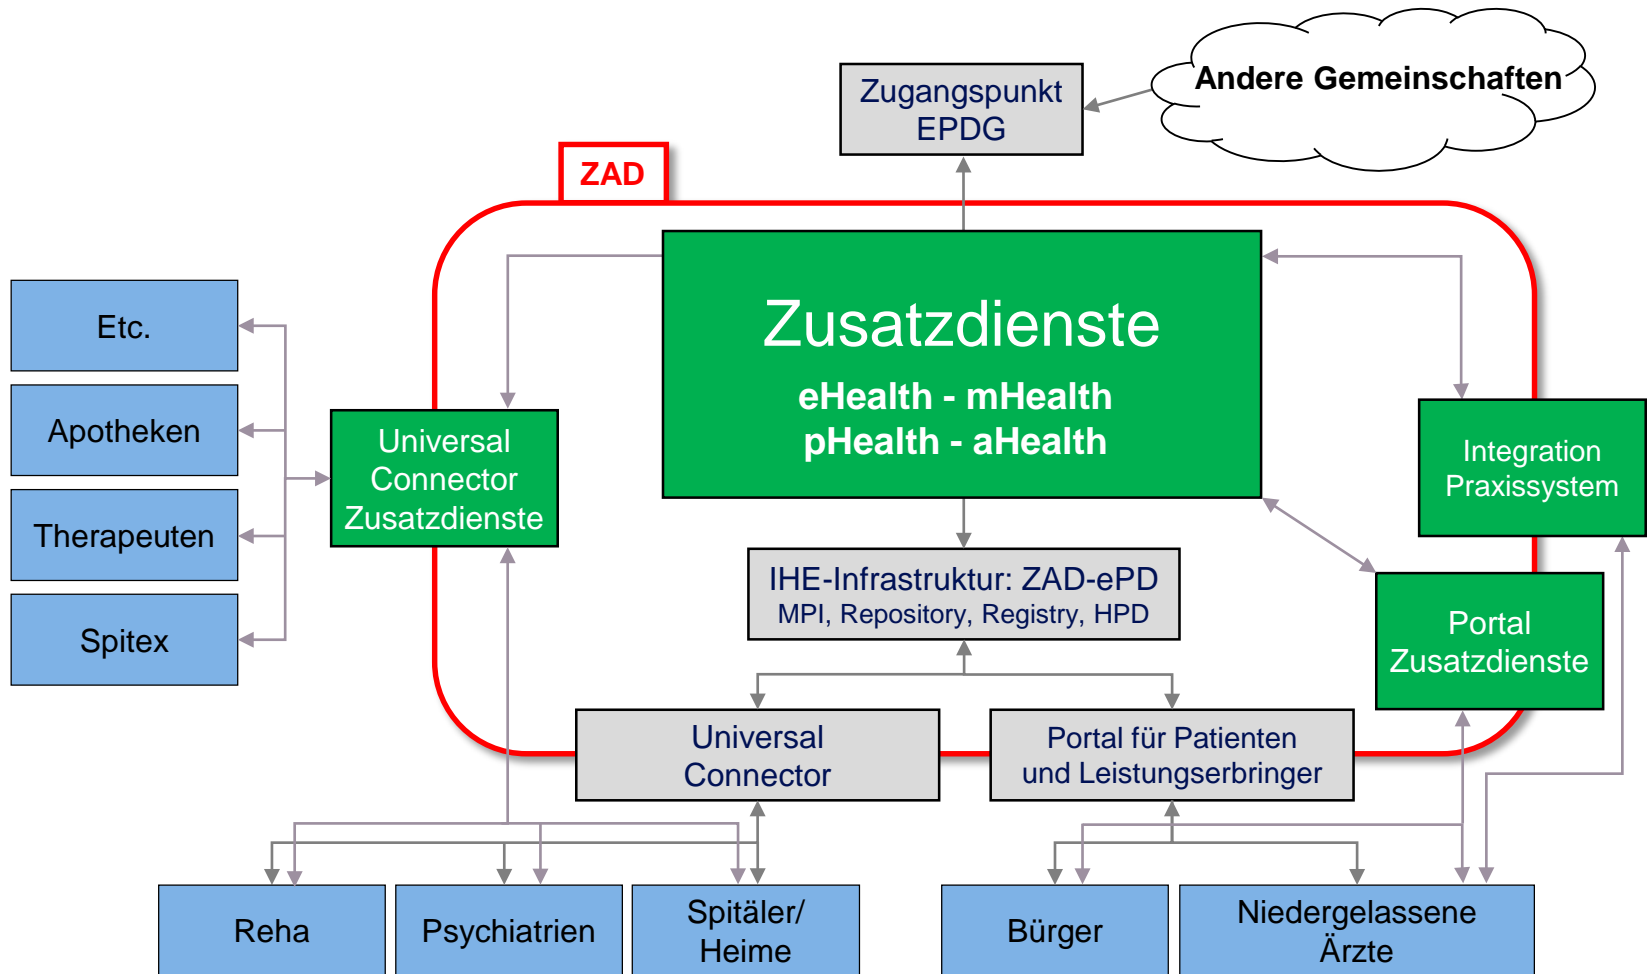 Andere Gemeinschaften
Zugangspunkt
EPDG
ZAD
Zusatzdienste
eHealth - mHealth
pHealth - aHealth
Etc.
Apotheken
Therapeuten
Spitex
Universal
Connector
Zusatzdienste
Integration
Praxissystem
IHE-Infrastruktur: ZAD-ePD
MPI, Repository, Registry, HPD
Portal
Zusatzdienste
Universal
Connector
Portal für Patienten
und Leistungserbringer
Reha
Psychiatrien
Spitäler/
Heime
Bürger
Niedergelassene
Ärzte